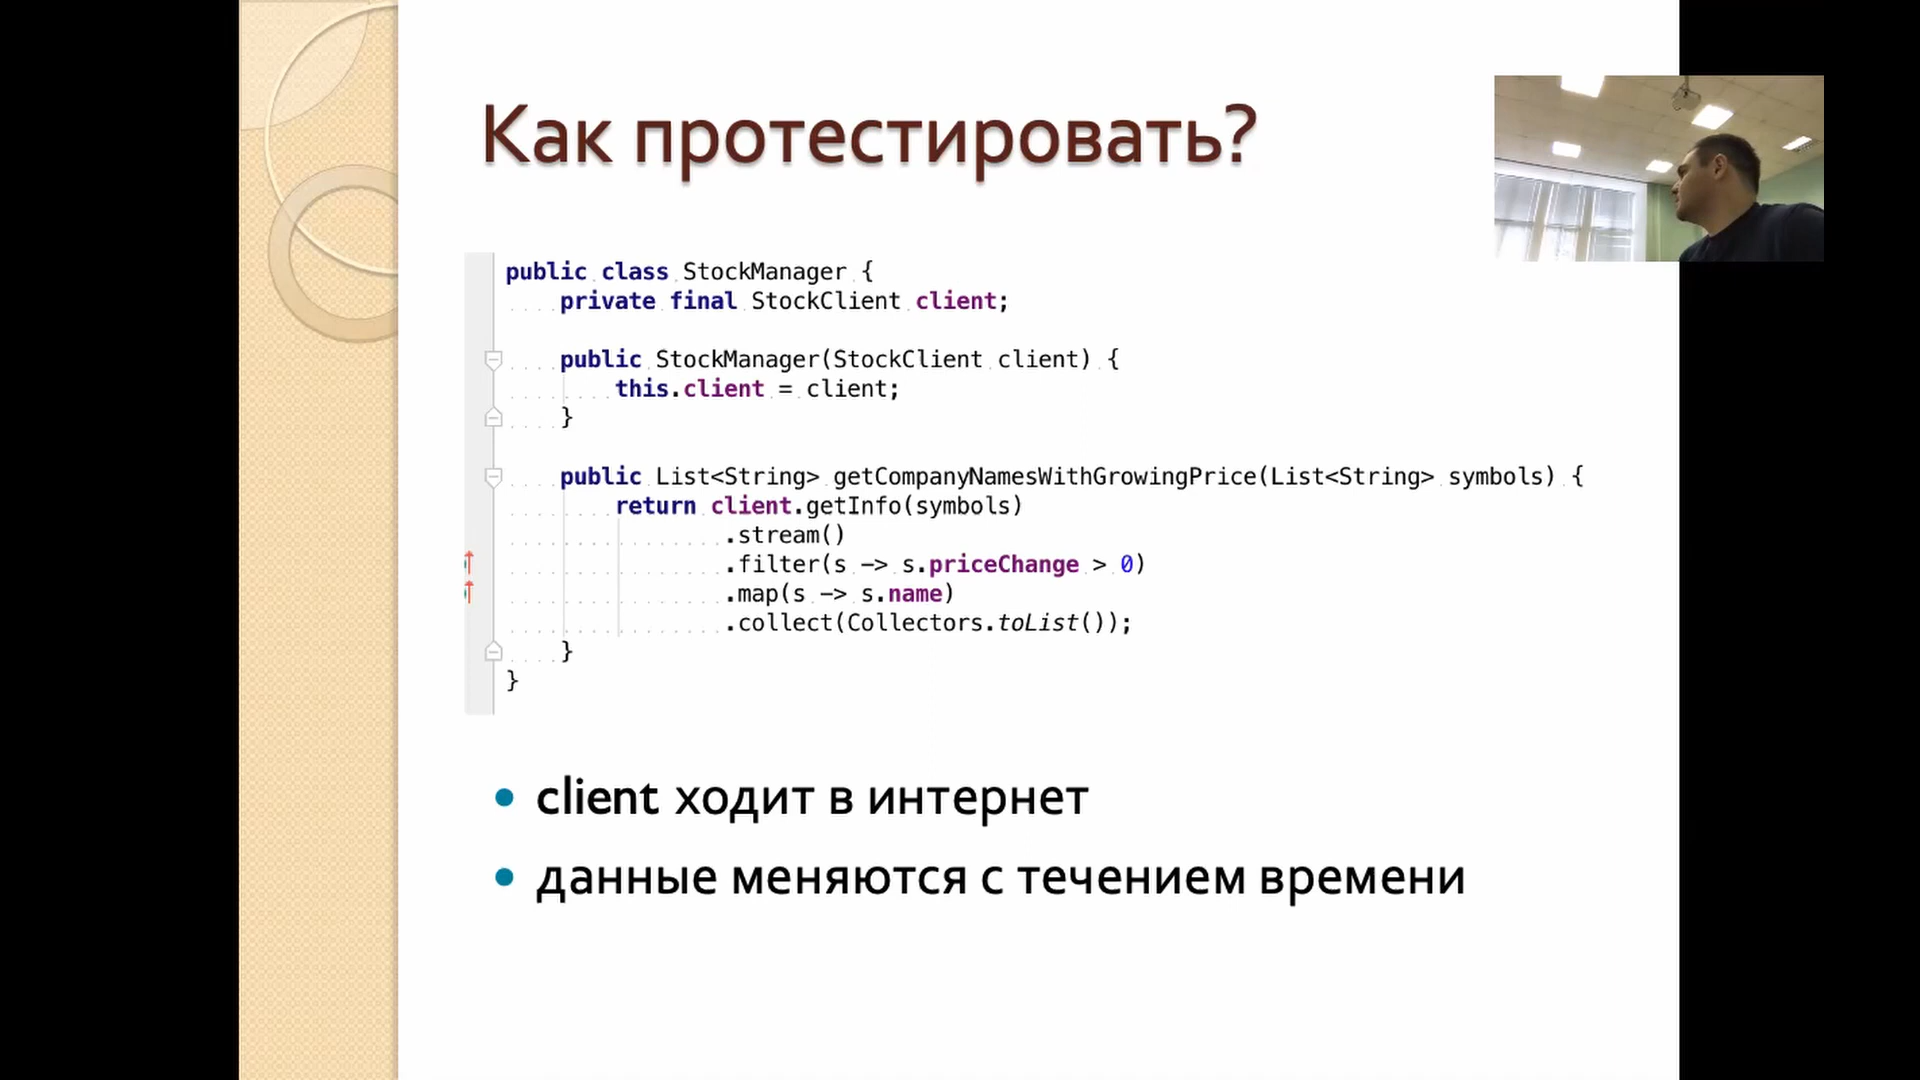 Как протестировать?
public class StockManager {
    private final StockClient client;
    public StockManager(StockClient client) {
        this.client = client;
    }
    public List<String> getCompanyNamesWithGrowingPrice(List<String> symbols) {
        return client.getInfo(symbols)
                .stream()
                .filter(s -> s.priceChange > 0)
                .map(s -> s.name)
                .collect(Collectors.toList());
    }
}
• client ходит в интернет
• данные меняются с течением времени